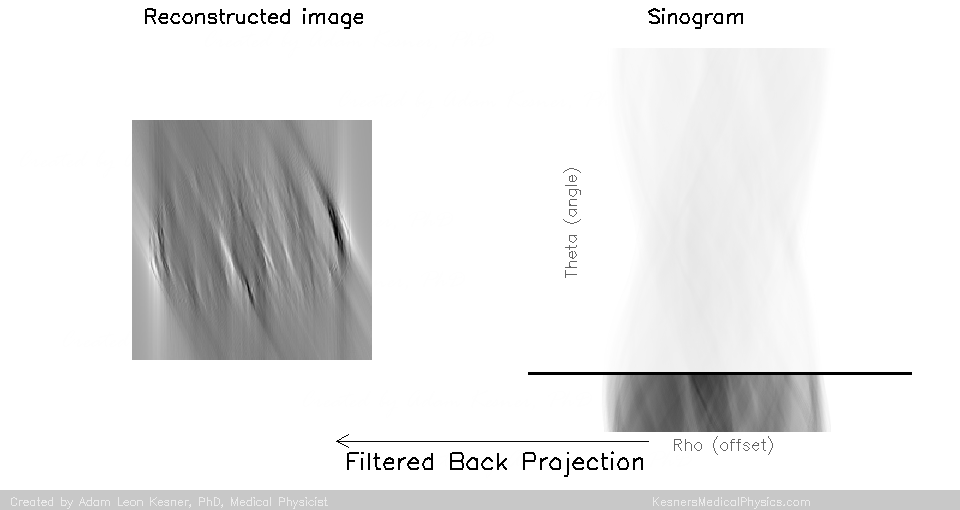 Reconstructed image
Sinogram
Theta (angle)
Rho (offset)
Filtered Back Projection
Created by Adam Leon Kesner, PhD, Medical Physicist
KesnersMedicalPhysics.com